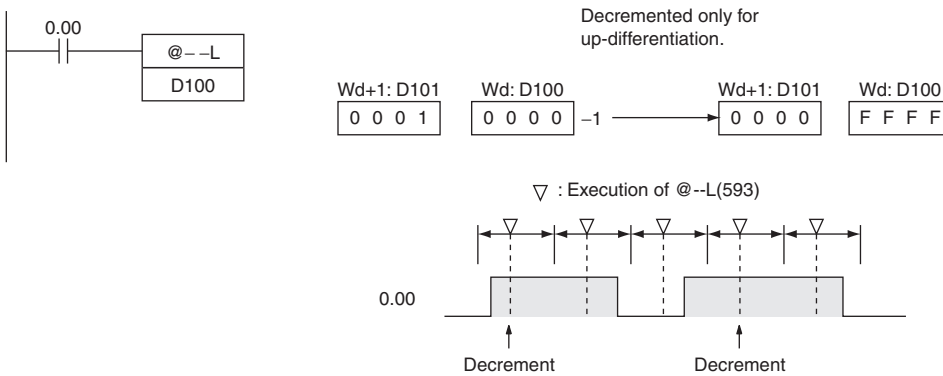 0.00
@– –L
D100
Decremented only for
up-differentiation.
Wd+1: D101 Wd: D100 Wd+1: D101 Wd: D100
0 0 0 1 0 0 0 0 –1 0 0 0 0 F F F F
▽ : Execution of @--L(593)
0.00
Decrement Decrement